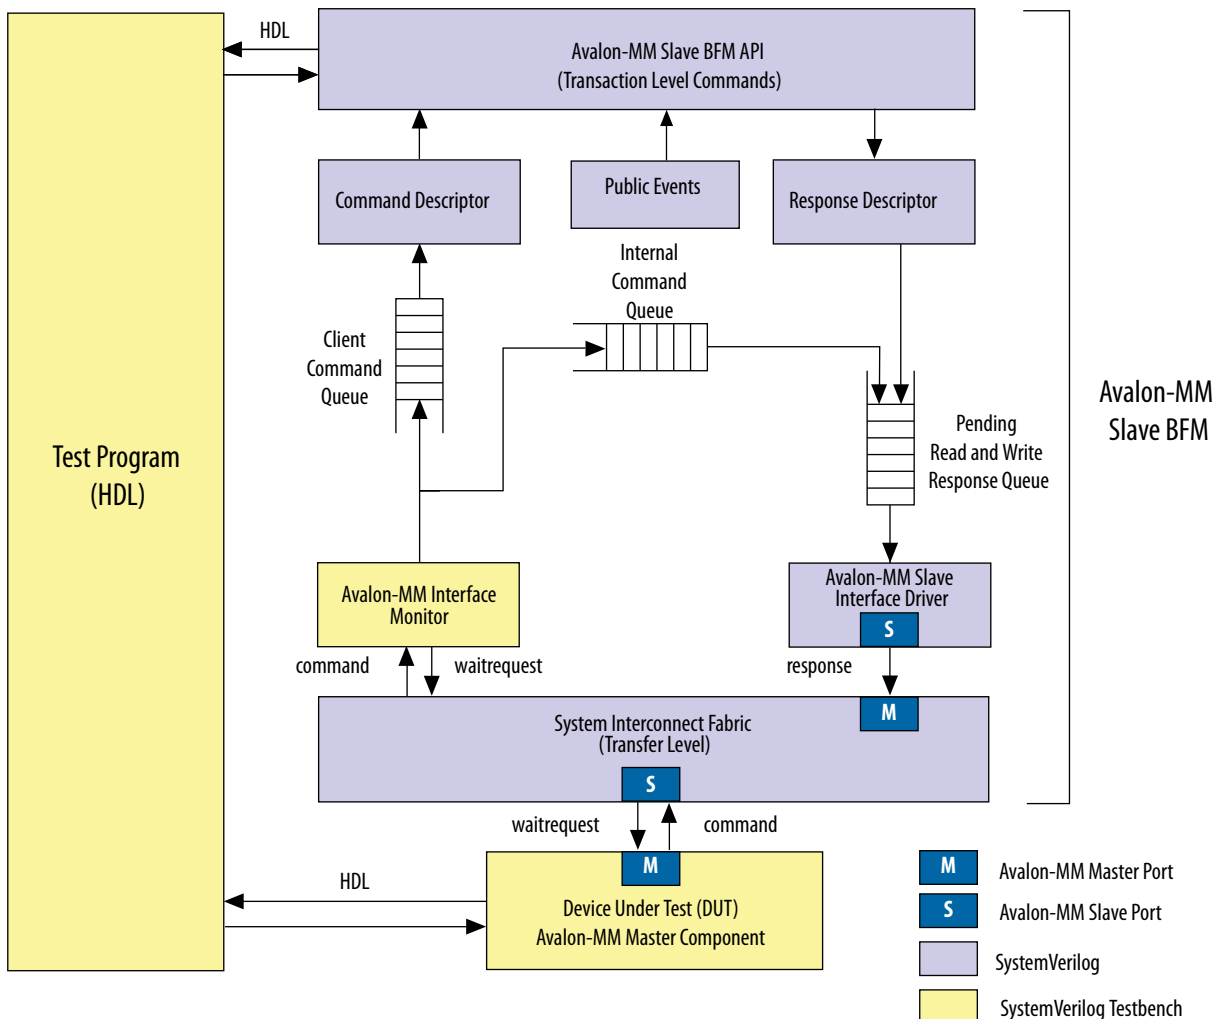 HDL
Avalon-MM Slave BFM API
(Transaction Level Commands)
Command Descriptor
Public Events
Response Descriptor
Internal
Command
Queue
Client
Command
Queue
Pending
Read and Write
Response Queue
Avalon-MM
Slave BFM
Test Program
(HDL)
Avalon-MM Interface
Monitor
Avalon-MM Slave
Interface Driver
S
command
waitrequest
response
M
System Interconnect Fabric
(Transfer Level)
S
waitrequest
command
M
HDL
Device Under Test (DUT)
Avalon-MM Master Component
M
Avalon-MM Master Port
S
Avalon-MM Slave Port
SystemVerilog
SystemVerilog Testbench